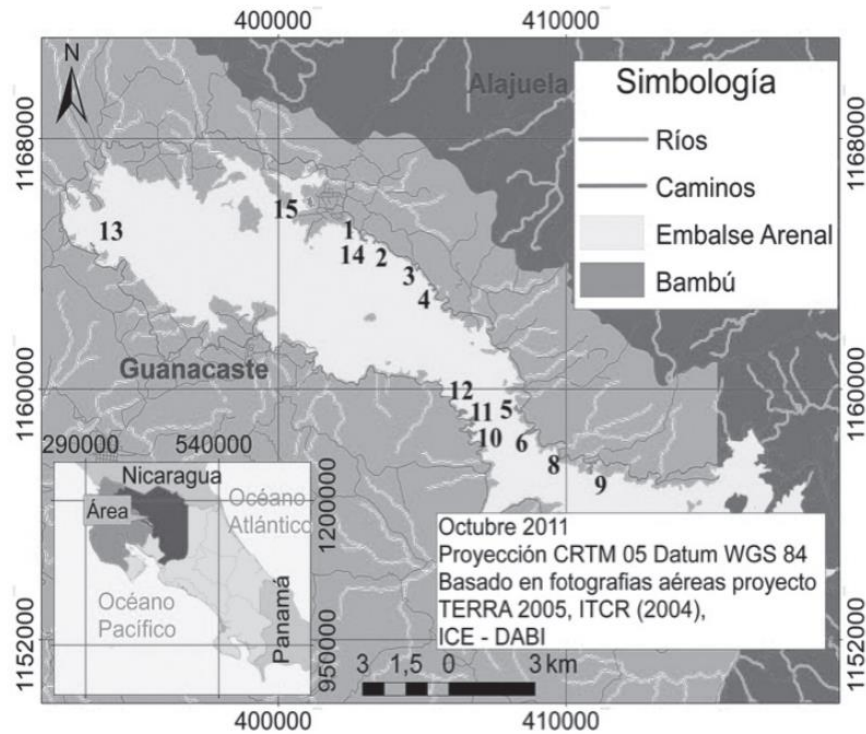 400000 410000
N
Alajuela
Simbología
Ríos
Caminos
Embalse Arenal
Bambú
1168000 1168000
13
15
1
14
2
3
4
Guanacaste
1160000 1160000
12
11
5
10
6
8
9
290000 540000
Nicaragua
Área
Océano
Atlántico
1200000
Océano
Pacífico
Panamá
950000
Octubre 2011
Proyección CRTM 05 Datum WGS 84
Basado en fotografias aéreas proyecto
TERRA 2005, ITCR (2004),
ICE - DABI
1152000 1152000
3 1,5 0 3 km
400000 410000